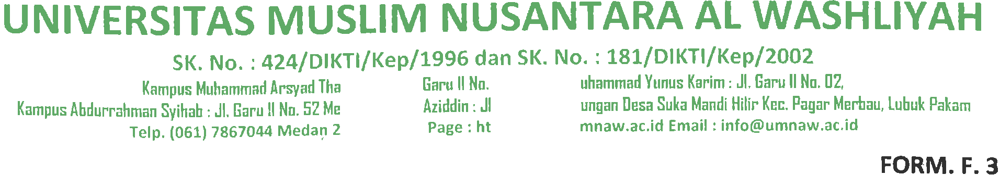 UNIVERSITAS MUSLIM NUSANTARA AL WASHLIYAH
SK. No. : 424/DIKTI/Kep/1996 dan SK. No. : 181/DIKTI/Kep/2002
Kampus Muhammad Arsyad Tha Garu II No. uhammad Yunus Karim : Jl. Garu II No. 02,
Kampus Abdurrahman Syihab : Jl. Garu II No. 52 Me Aziddin : Jl ungan Desa Suka Mandi Hilir Kec. Pagar Merbau, Lubuk Pakam
Telp. (061) 7867044 Medan 2 Page : ht mnaw.ac.id Email : info@umnaw.ac.id
FORM. F. 3